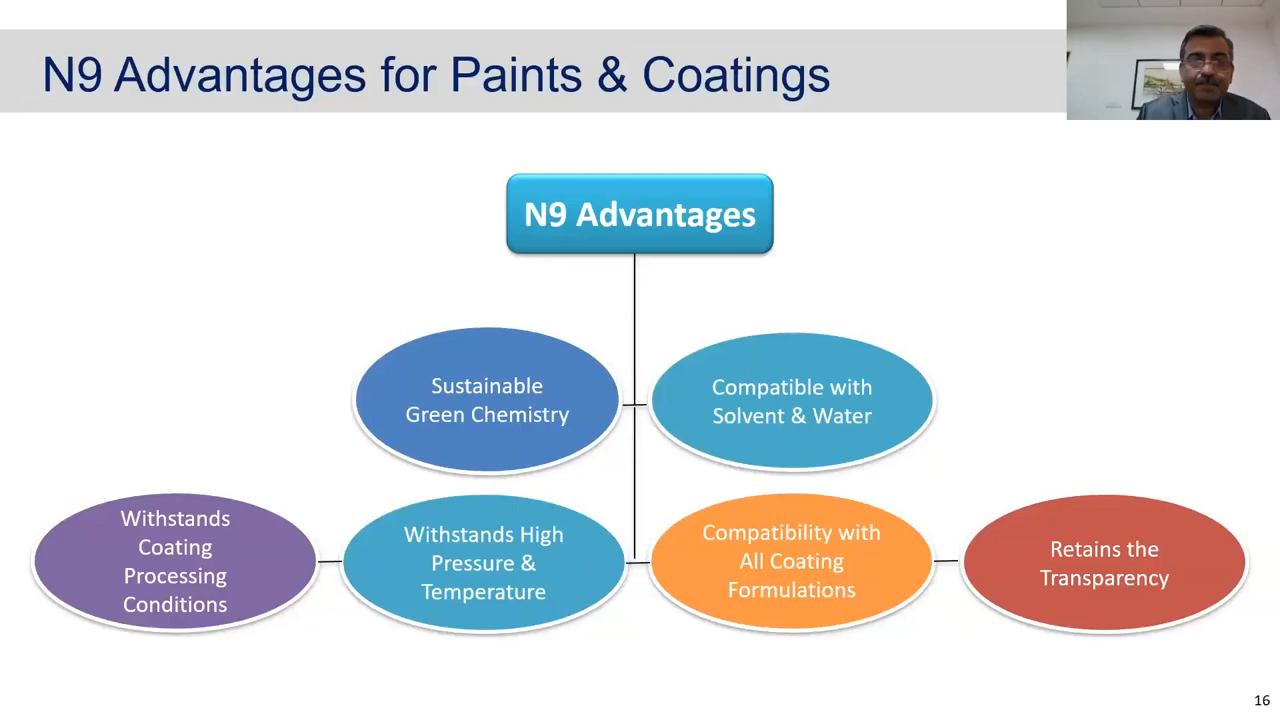 N9 Advantages for Paints & Coatings
N9 Advantages
Sustainable
Green Chemistry
Compatible with
Solvent & Water
Withstands
Coating
Processing
Conditions
Withstands High
Pressure &
Temperature
Compatibility with
All Coating
Formulations
Retains the
Transparency
16